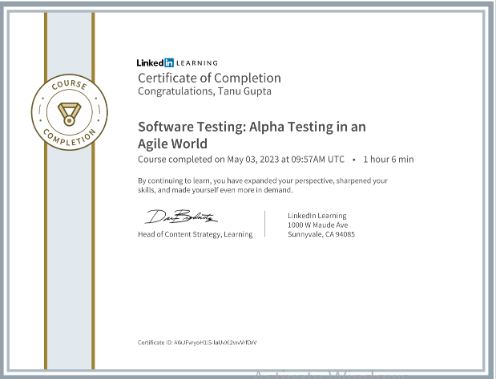 LinkedIn LEARNING
Certificate of Completion
Congratulations, Tanu Gupta
COURSE
COMPLETION
Software Testing: Alpha Testing in an
Agile World
Course completed on May 03, 2023 at 09:57AM UTC • 1 hour 6 min
By continuing to learn, you have expanded your perspective, sharpened your
skills, and made yourself even more in demand.
Head of Content Strategy, Learning
LinkedIn Learning
1000 W Maude Ave
Sunnyvale, CA 94085
Certificate ID: